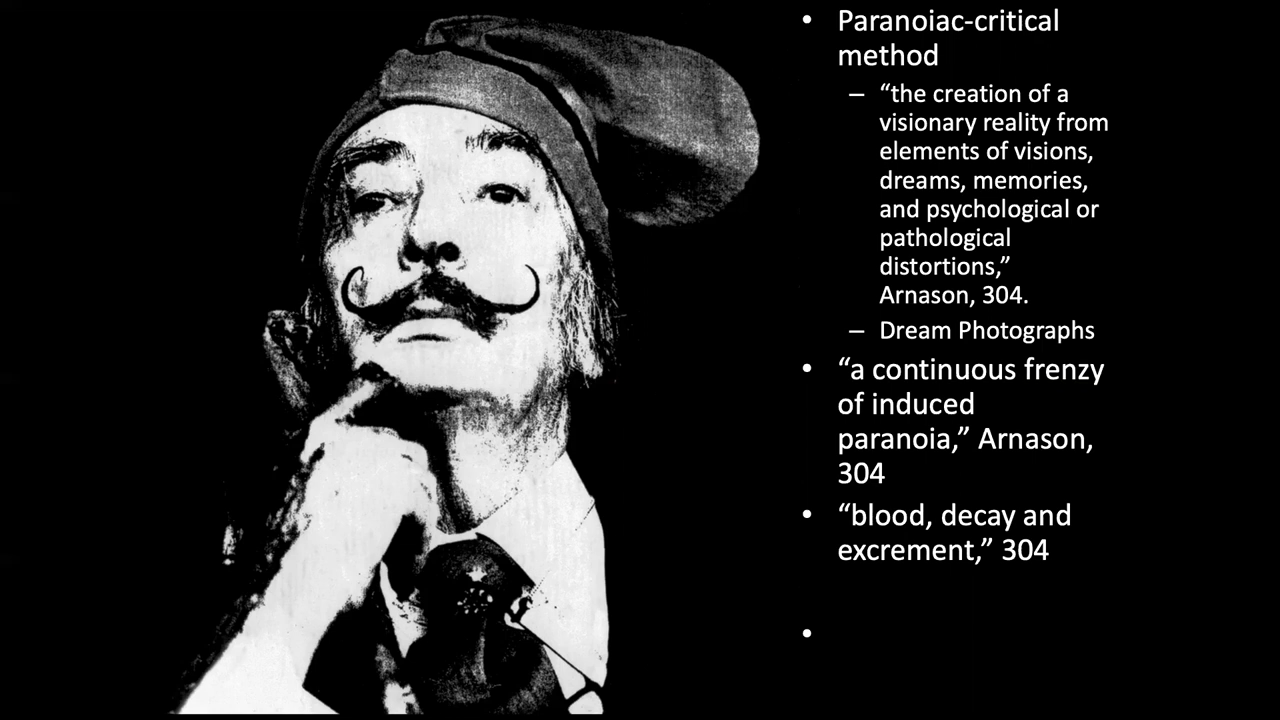 • Paranoiac-critical
method
– “the creation of a
visionary reality from
elements of visions,
dreams, memories,
and psychological or
pathological
distortions,”
Arnason, 304.
– Dream Photographs
• “a continuous frenzy
of induced
paranoia,” Arnason,
304
• “blood, decay and
excrement,” 304
•